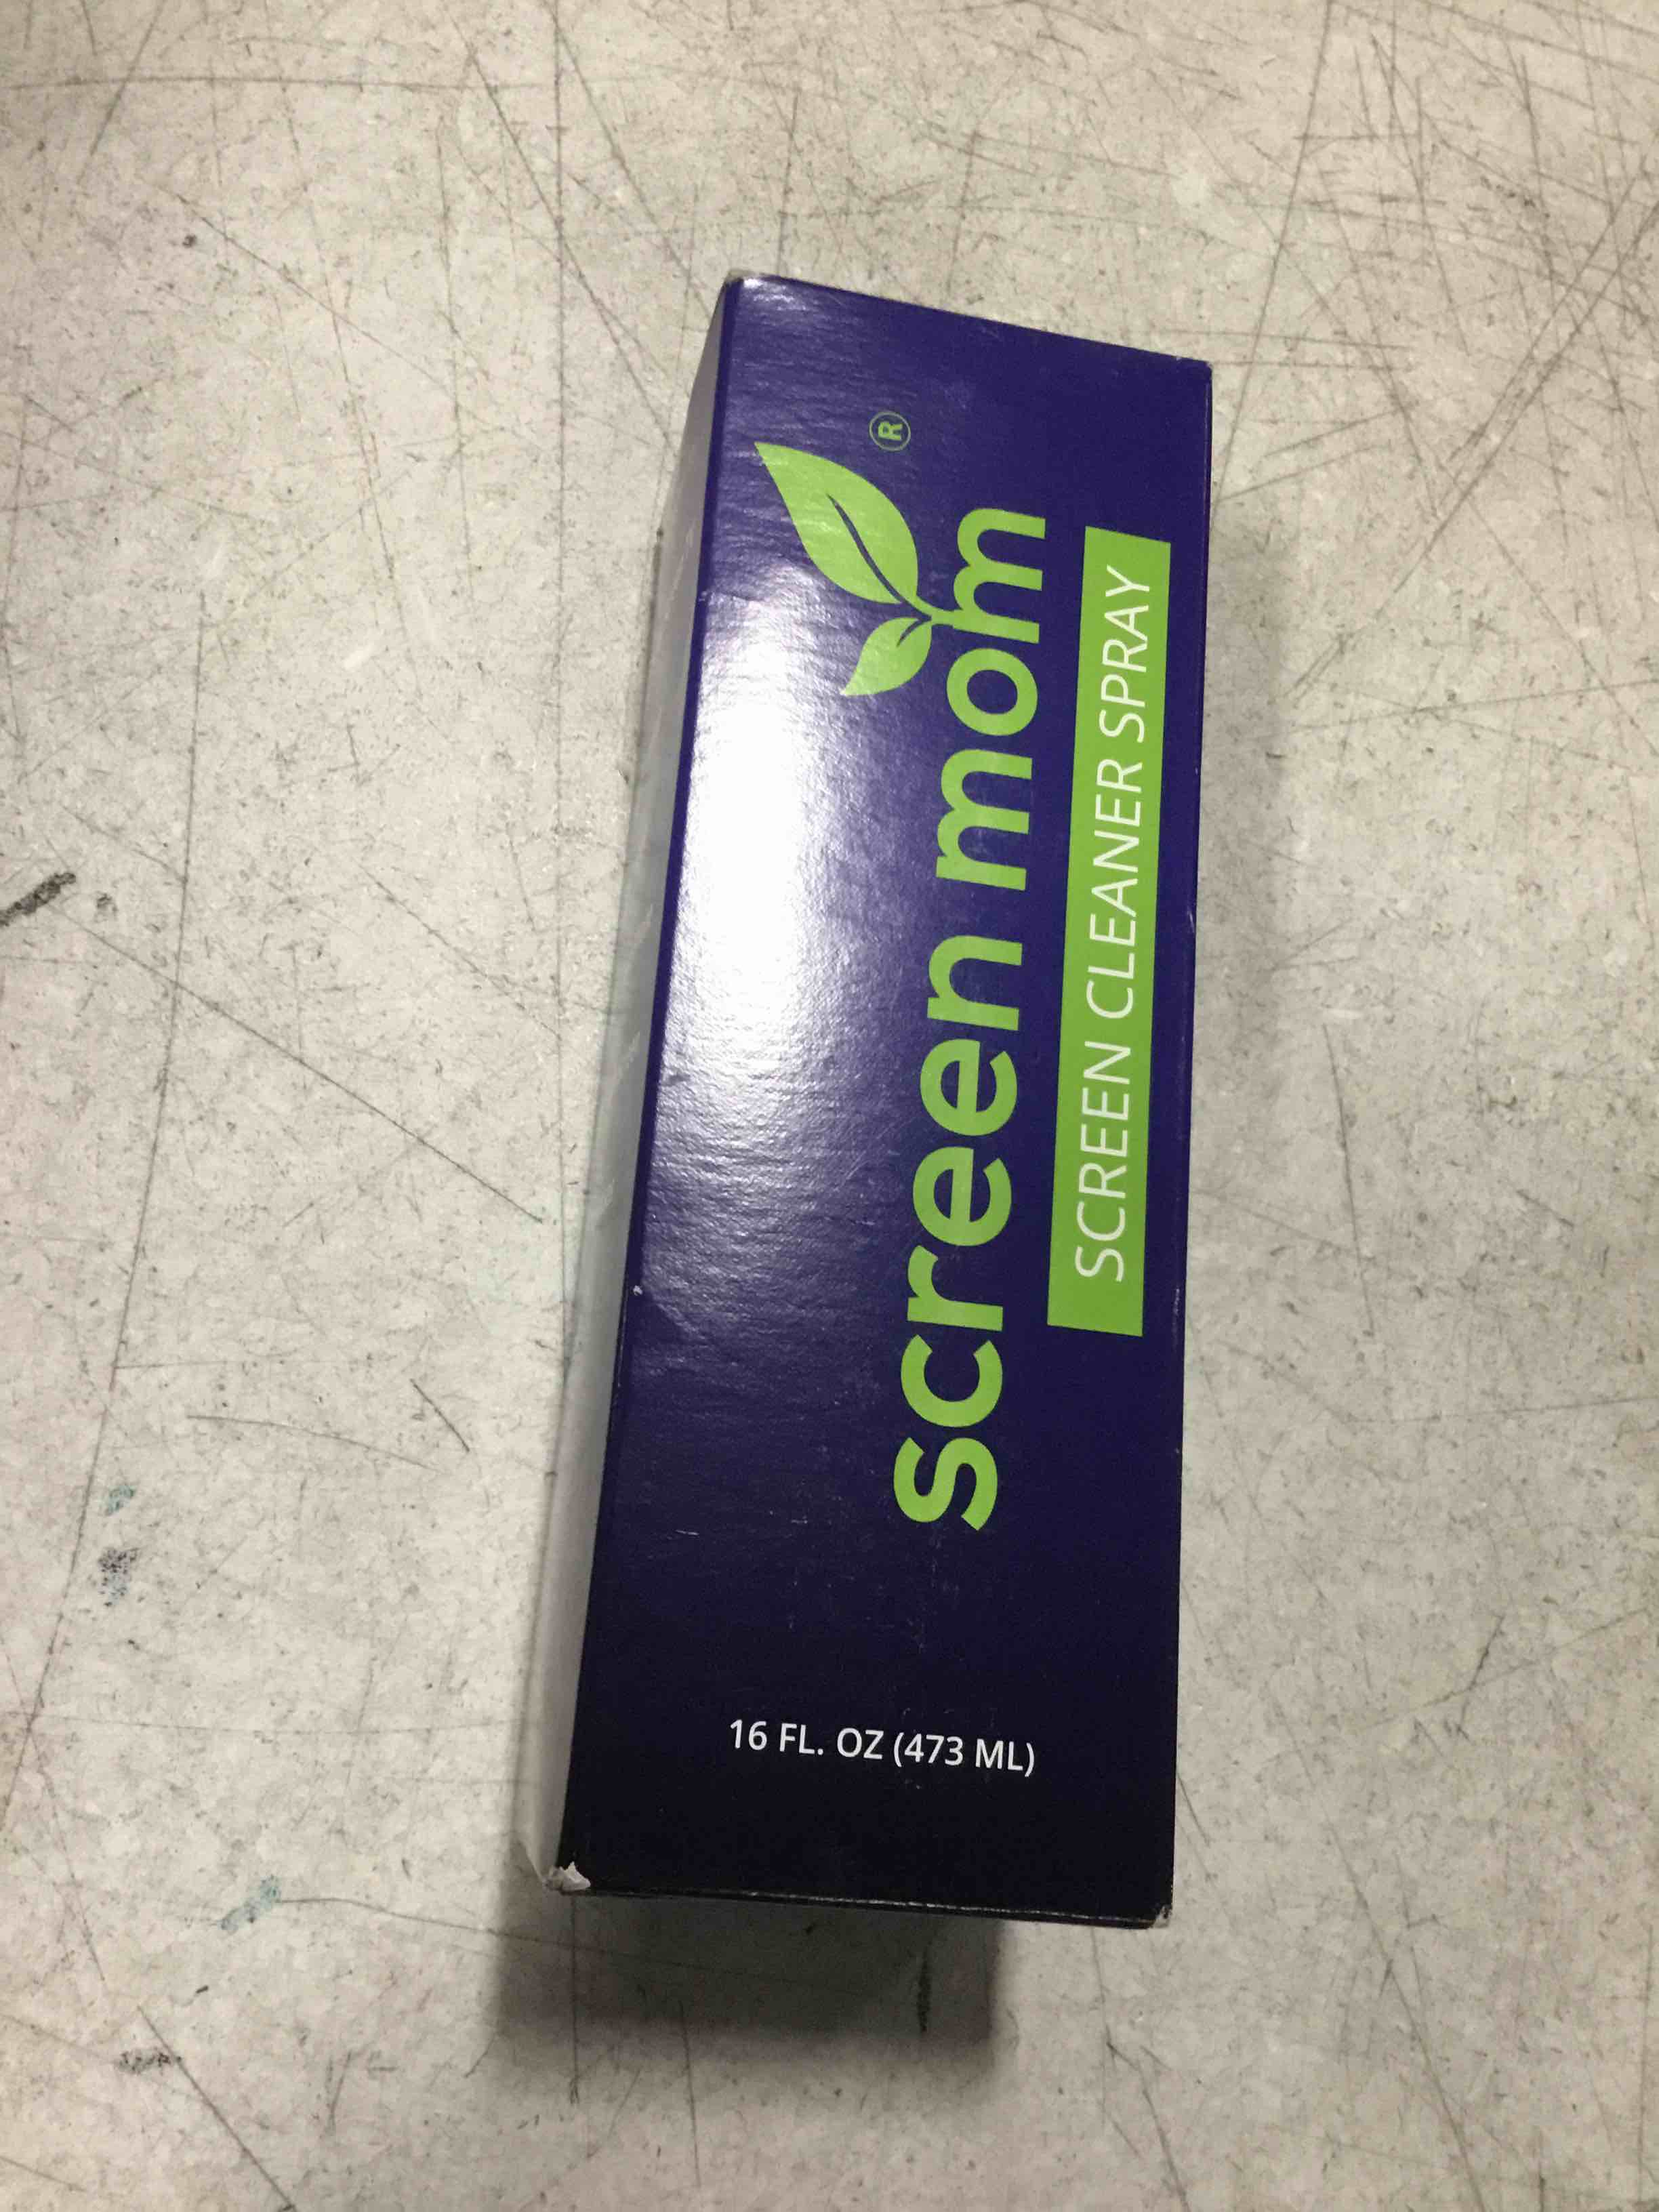 screen mom®
SCREEN CLEANER SPRAY
16 FL. OZ (473 ML)